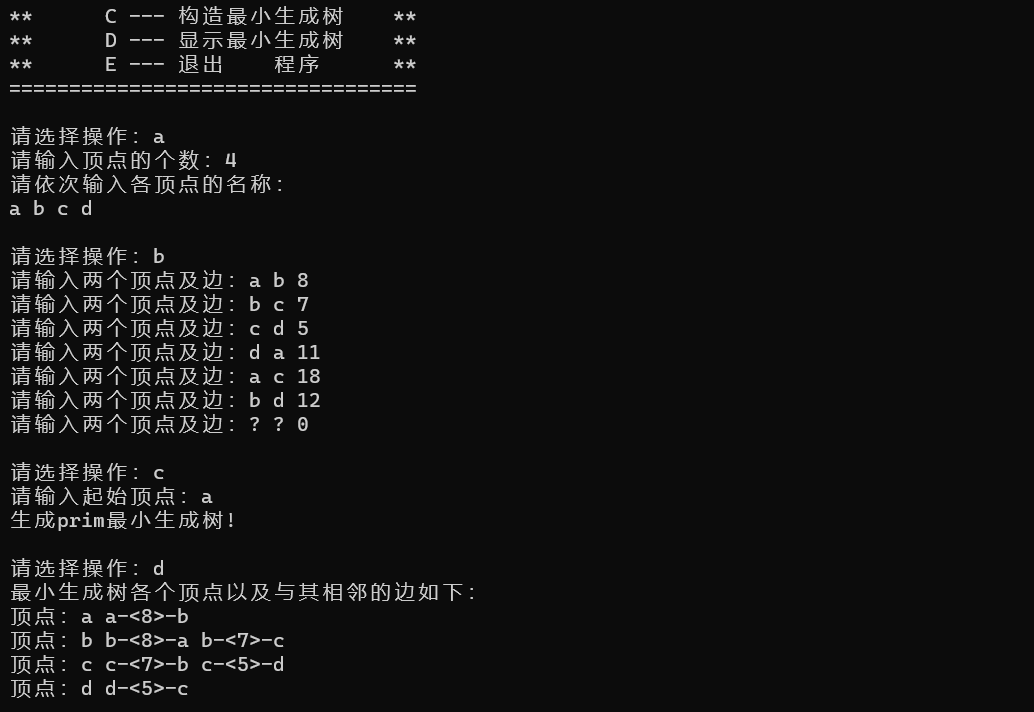 **      C --- 构造最小生成树    **
**      D --- 显示最小生成树    **
**      E --- 退出    程序      **
==================================
请选择操作：a
请输入顶点的个数：4
请依次输入各顶点的名称：
a b c d
请选择操作：b
请输入两个顶点及边：a b 8
请输入两个顶点及边：b c 7
请输入两个顶点及边：c d 5
请输入两个顶点及边：d a 11
请输入两个顶点及边：a c 18
请输入两个顶点及边：b d 12
请输入两个顶点及边：? ? 0
请选择操作：c
请输入起始顶点：a
生成prim最小生成树！
请选择操作：d
最小生成树各个顶点以及与其相邻的边如下：
顶点：a a-<8>-b
顶点：b b-<8>-a b-<7>-c
顶点：c c-<7>-b c-<5>-d
顶点：d d-<5>-c